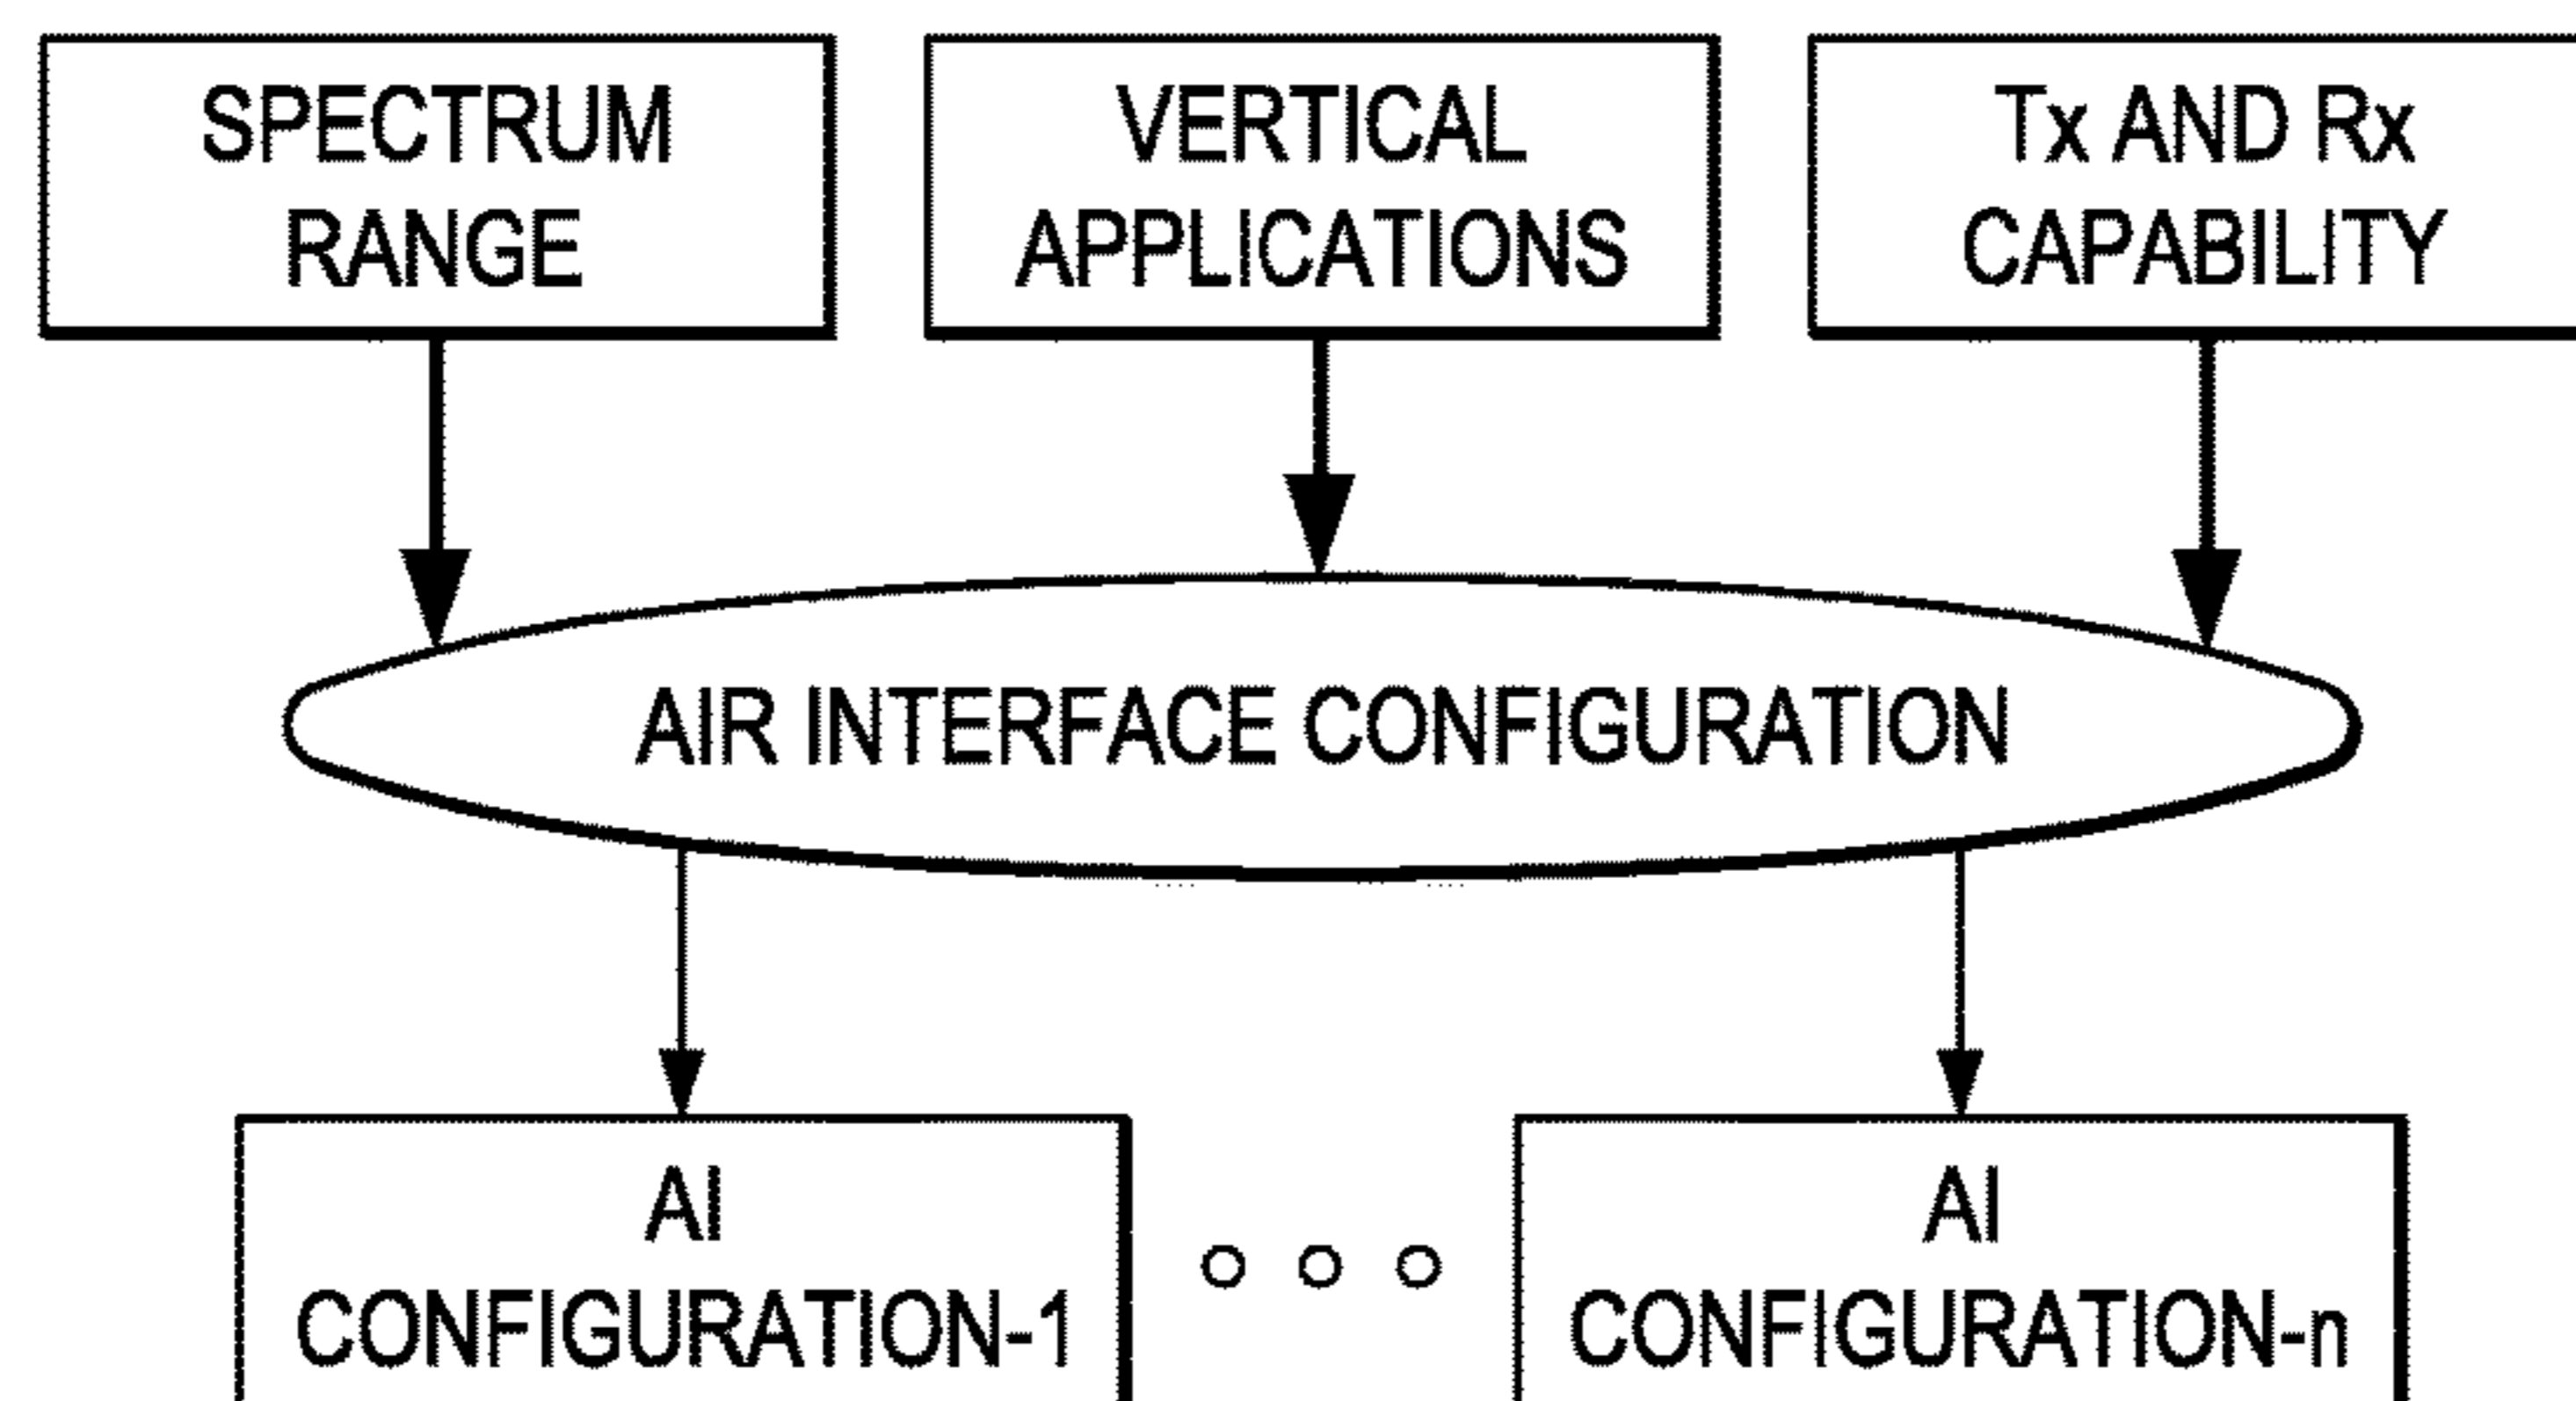 SPECTRUM
RANGE
VERTICAL
APPLICATIONS
Tx AND Rx
CAPABILITY
AIR INTERFACE CONFIGURATION
AI
CONFIGURATION-1
AI
CONFIGURATION-n